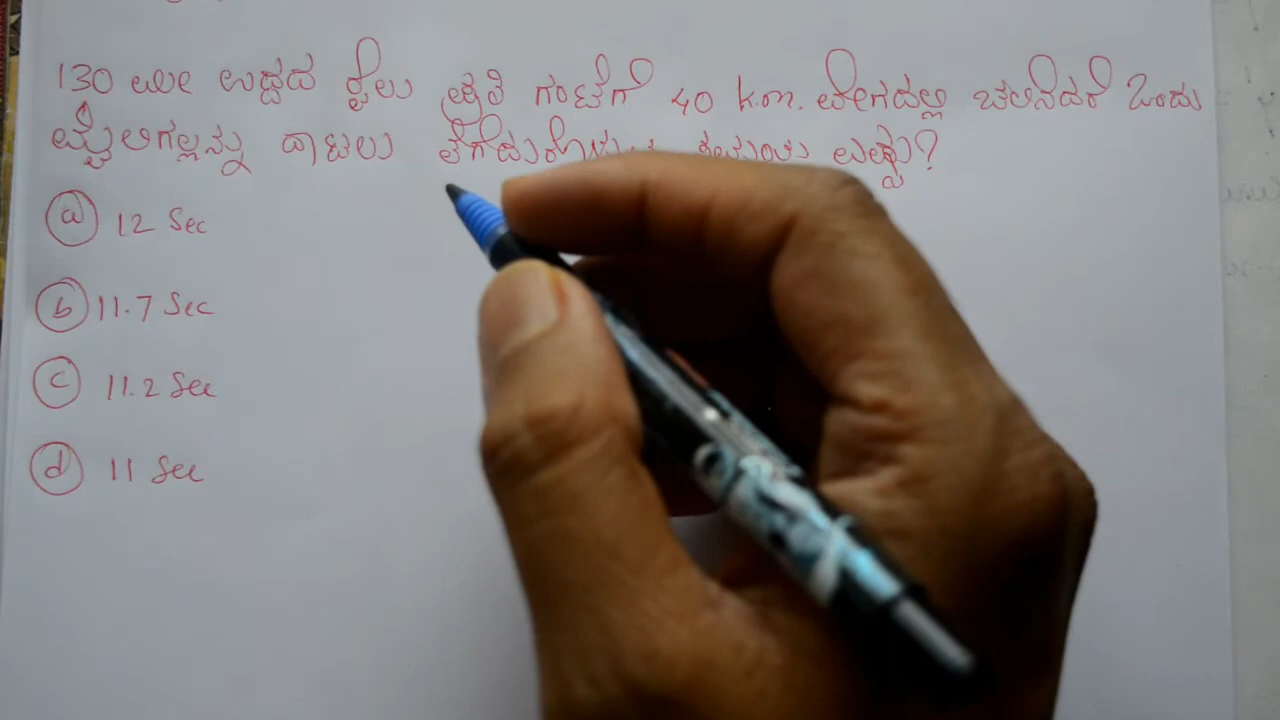 130 ಮೀ ಉದ್ದದ ರೈಲು ಪ್ರತಿ ಗಂಟೆಗೆ 40 k.m. ವೇಗದಲ್ಲಿ ಚಲಿಸಿದರೆ ಒಂದು
ಮೈಲಿಗಲ್ಲನ್ನು ದಾಟಲು ಎಷ್ಟು?
a 12 Sec
b 11.7 Sec
c 11.2 Sec
d 11 Sec